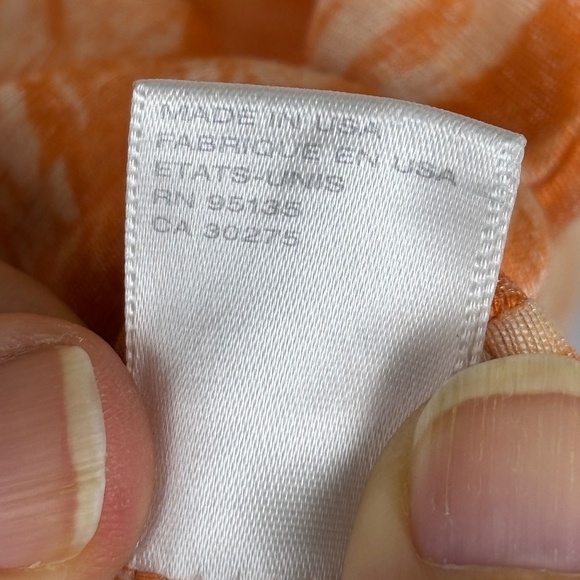 MADE IN USA
FABRIQUE EN USA
ETATS-UNIS
RN 95135
CA 30275